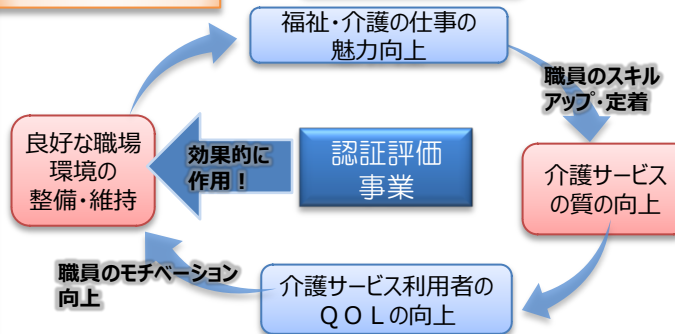 福祉・介護の仕事の
魅力向上
職員のスキル
アップ・定着
良好な職場
環境の
整備・維持
効果的に
作用！
認証評価
事業
介護サービス
の質の向上
職員のモチベーション
向上
介護サービス利用者の
ＱＯＬの向上